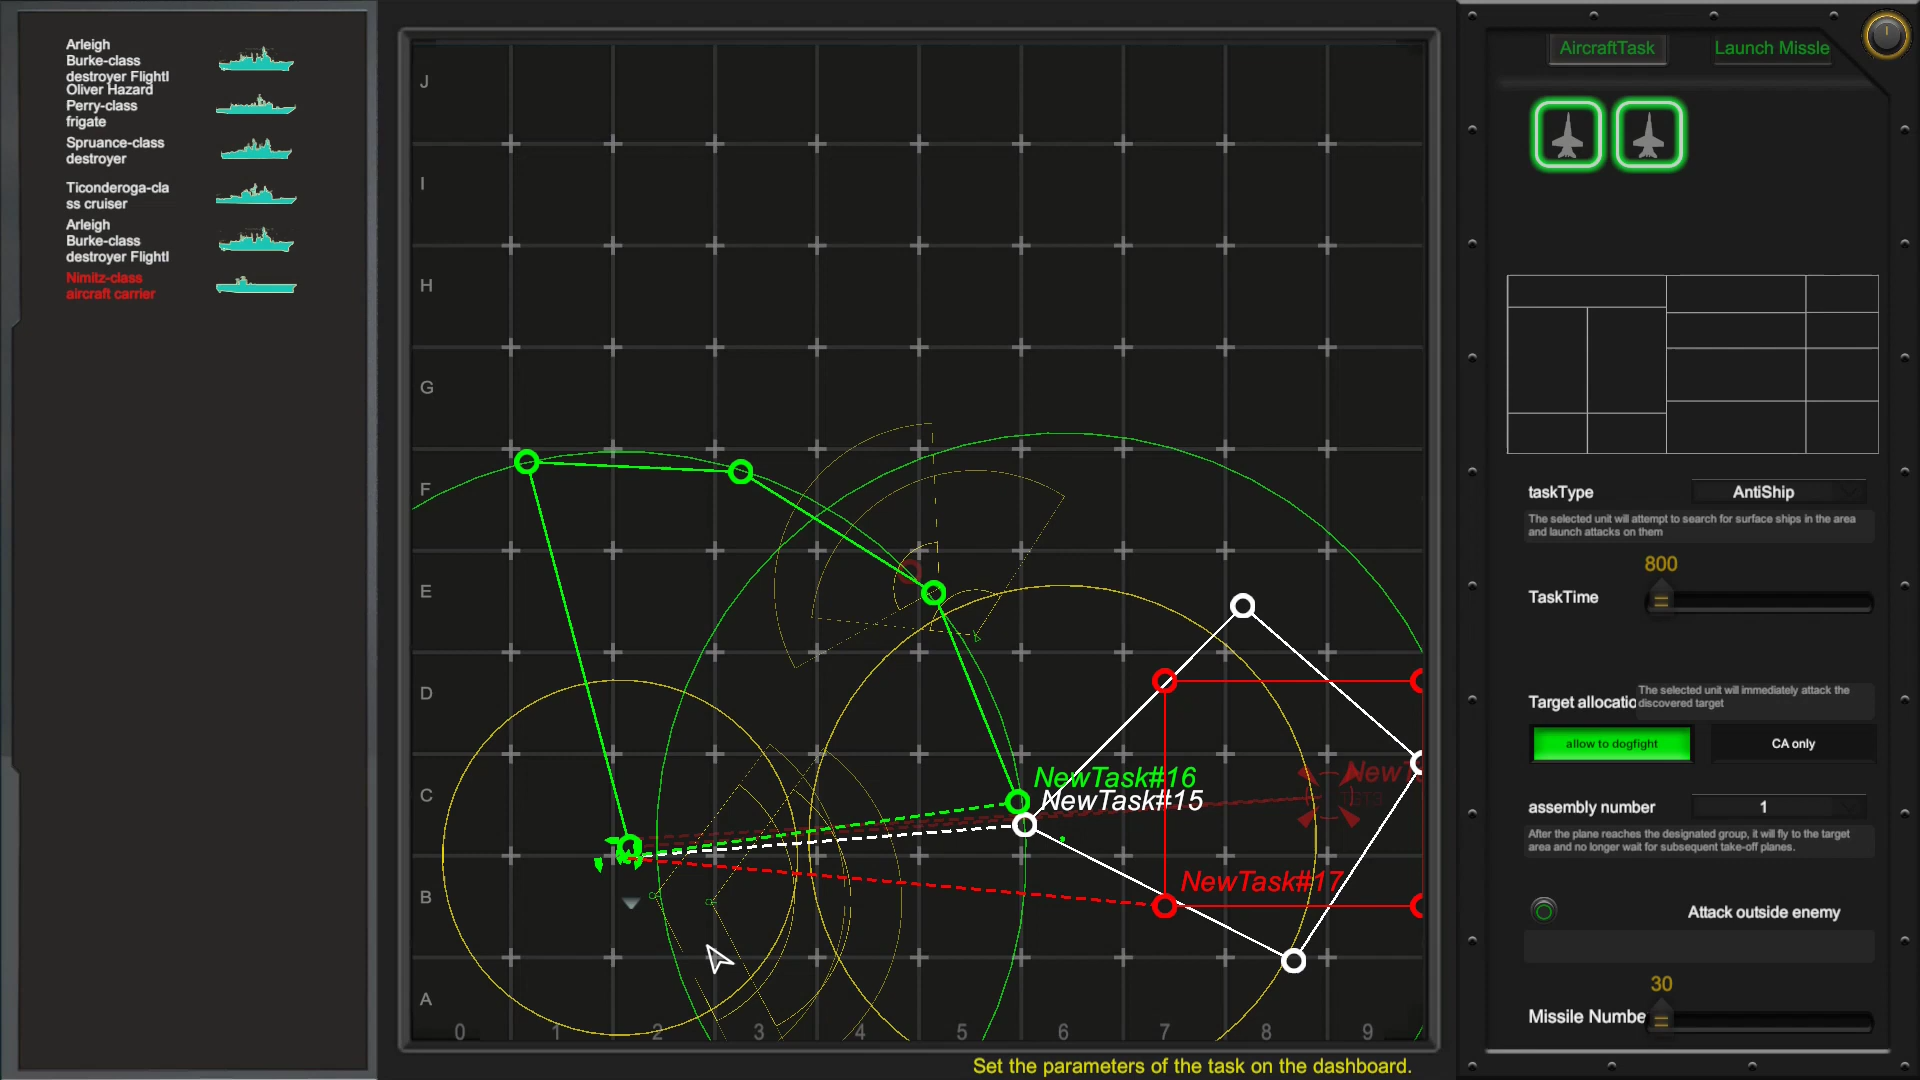 Arleigh
Burke-class
destroyer FlightI
Oliver Hazard
Perry-class
frigate
Spruance-class
destroyer
Ticonderoga-cla
ss cruiser
Arleigh
Burke-class
destroyer FlightI
Nimitz-class
aircraft carrier
J
I
H
G
F
E
D
C
B
A
0 1 2 3 4 5 6 7 8 9
NewTask#16
NewTask#15
NewTask#17
Set the parameters of the task on the dashboard.
AircraftTask
Launch Missle
taskType
AntiShip
The selected unit will attempt to search for surface ships in the area
and launch attacks on them
800
TaskTime
Target allocatio
The selected unit will immediately attack the
discovered target
allow to dogfight
CA only
assembly number
1
After the plane reaches the designated group, it will fly to the target
area and no longer wait for subsequent take-off planes.
Attack outside enemy
30
Missile Numbe